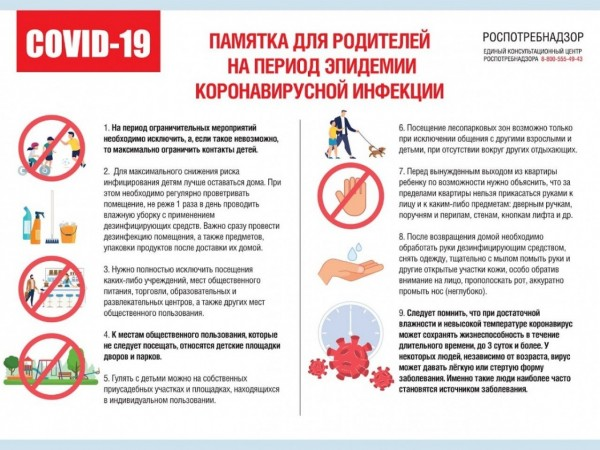 COVID-19
ПАМЯТКА ДЛЯ РОДИТЕЛЕЙ
НА ПЕРИОД ЭПИДЕМИИ
КОРОНАВИРУСНОЙ ИНФЕКЦИИ
РОСПОТРЕБНАДЗОР
ЕДИНЫЙ КОНСУЛЬТАЦИОННЫЙ ЦЕНТР
РОСПОТРЕБНАДЗОРА 8-800-555-49-43
1. На период ограничительных мероприятий
необходимо исключить, а, если такое невозможно,
то максимально ограничить контакты детей.
2. Для максимального снижения риска
инфицирования детям лучше оставаться дома. При
этом необходимо регулярно проветривать
помещение, не реже 1 раза в день проводить
влажную уборку с применением
дезинфицирующих средств. Важно сразу провести
дезинфекцию помещения, а также предметов,
упаковки продуктов после доставки их домой.
3. Нужно полностью исключить посещения
каких-либо учреждений, мест общественного
питания, торговли, образовательных и
развлекательных центров, а также других мест
общественного пользования.
4. К местам общественного пользования, которые
не следует посещать, относятся детские площадки
дворов и парков.
5. Гулять с детьми можно на собственных
приусадебных участках и площадках, находящихся
в индивидуальном пользовании.
6. Посещение лесопарковых зон возможно только
при исключении общения с другими взрослыми и
детьми, при отсутствии вокруг других отдыхающих.
7. Перед вынужденным выходом из квартиры
ребенку по возможности нужно объяснить, что за
пределами квартиры нельзя прикасаться руками к
лицу и к каким-либо предметам: дверным ручкам,
поручням и перилам, стенам, кнопкам лифта и др.
8. После возвращения домой необходимо
обработать руки дезинфицирующим средством,
снять одежду, тщательно с мылом помыть руки и
другие открытые участки кожи, особо обратив
внимание на лицо, прополоскать рот, аккуратно
промыть нос (неглубоко).
9. Следует помнить, что при достаточной
влажности и невысокой температуре коронавирус
может сохранять жизнеспособность в течение
длительного времени, до 3 суток и более. У
некоторых людей, независимо от возраста, вирус
может давать лёгкую или стертую форму
заболевания. Именно такие люди наиболее часто
становятся источником заболевания.